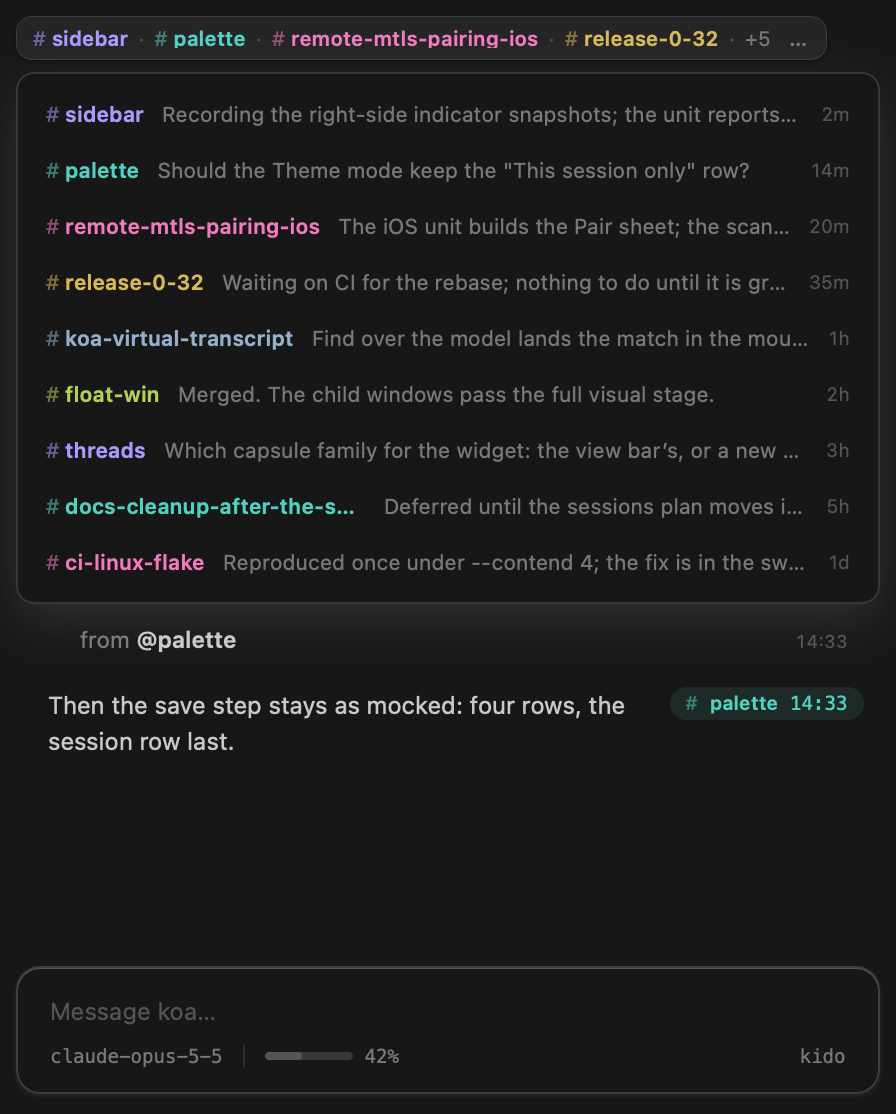 # sidebar · # palette · # remote-mtls-pairing-ios · # release-0-32 · +5 ...
# sidebar Recording the right-side indicator snapshots; the unit reports... 2m
# palette Should the Theme mode keep the "This session only" row? 14m
# remote-mtls-pairing-ios The iOS unit builds the Pair sheet; the scan... 20m
# release-0-32 Waiting on CI for the rebase; nothing to do until it is gr... 35m
# koa-virtual-transcript Find over the model lands the match in the mou... 1h
# float-win Merged. The child windows pass the full visual stage. 2h
# threads Which capsule family for the widget: the view bar’s, or a new ... 3h
# docs-cleanup-after-the-s... Deferred until the sessions plan moves i... 5h
# ci-linux-flake Reproduced once under --contend 4; the fix is in the sw... 1d
from @palette 14:33
Then the save step stays as mocked: four rows, the # palette 14:33
session row last.
Message koa...
claude-opus-5-5 42% kido